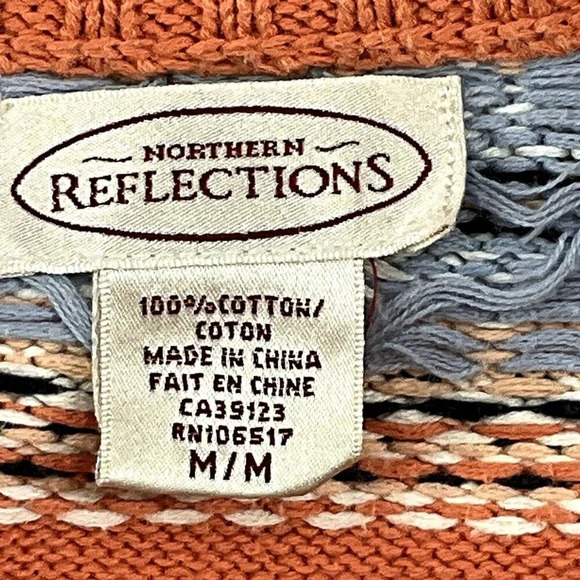 NORTHERN
REFLECTIONS
100%COTTON/
COTON
MADE IN CHINA
FAIT EN CHINE
CA39123
RN106517
M/M